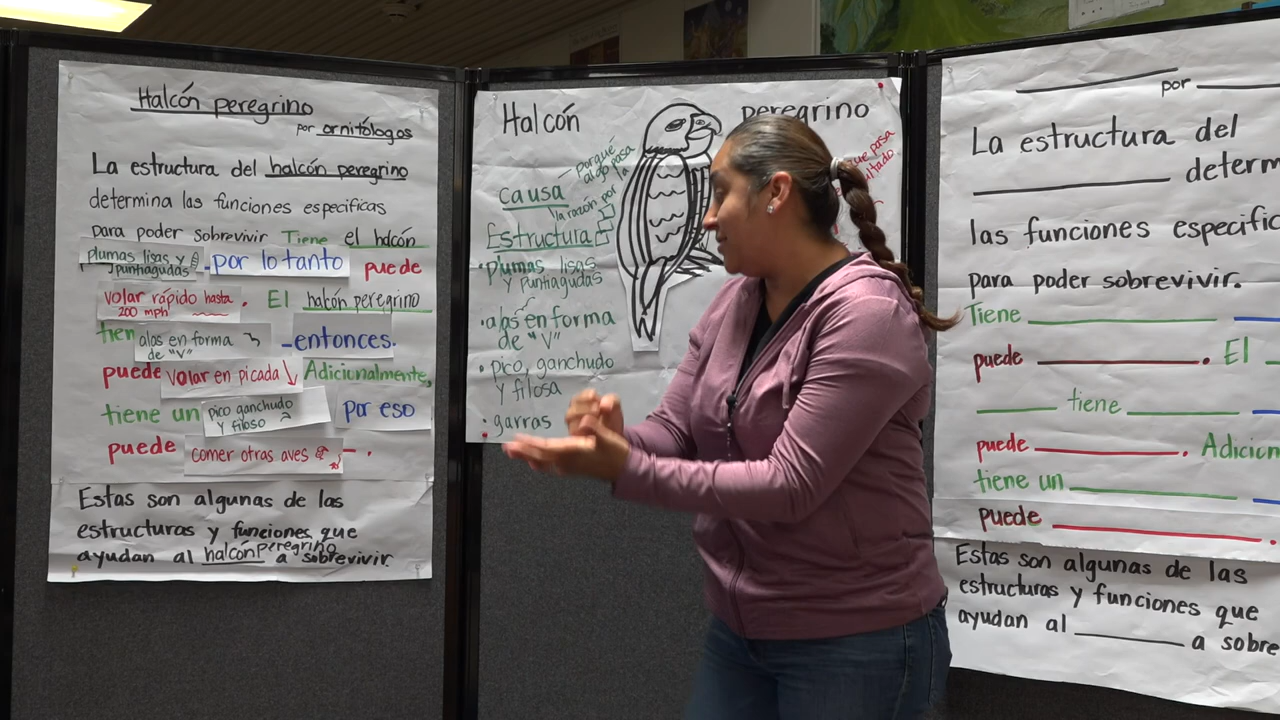 Halcón peregrino
por ornitólogos
La estructura del halcón peregrino
determina las funciones especificas
para poder sobrevivir Tiene el halcón
plumas lisas y puntiagudas - por lo tanto puede
volar rápido hasta 200 mph. El halcón peregrino
tien alas en forma de "V" - entonces.
puede volar en picada Adicionalmente,
tiene un pico ganchudo y filoso por eso
puede comer otras aves .
Estas son algunas de las
estructuras y funciones que
ayudan al halcón peregrino a sobrevivir.
Halcón peregrino
causa - porqué algo pasa
la razón por la
Estructura
• plumas lisas
y puntiagudas
• alas en forma
de "V"
• pico, ganchudo
y filosa
• garras
que pasa
por
La estructura del
las funciones
para poder sobrevivir.
Tiene
puede . El
tiene
puede .
tiene un
puede .
Estas son algunas de las
estructuras y funciones que
ayudan al a